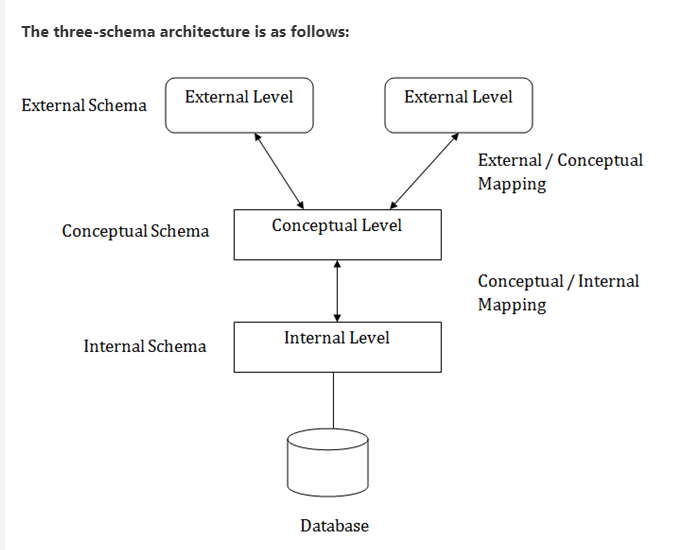 The three-schema architecture is as follows:
External Schema
External Level
External Level
External / Conceptual
Mapping
Conceptual Schema
Conceptual Level
Conceptual / Internal
Mapping
Internal Schema
Internal Level
Database